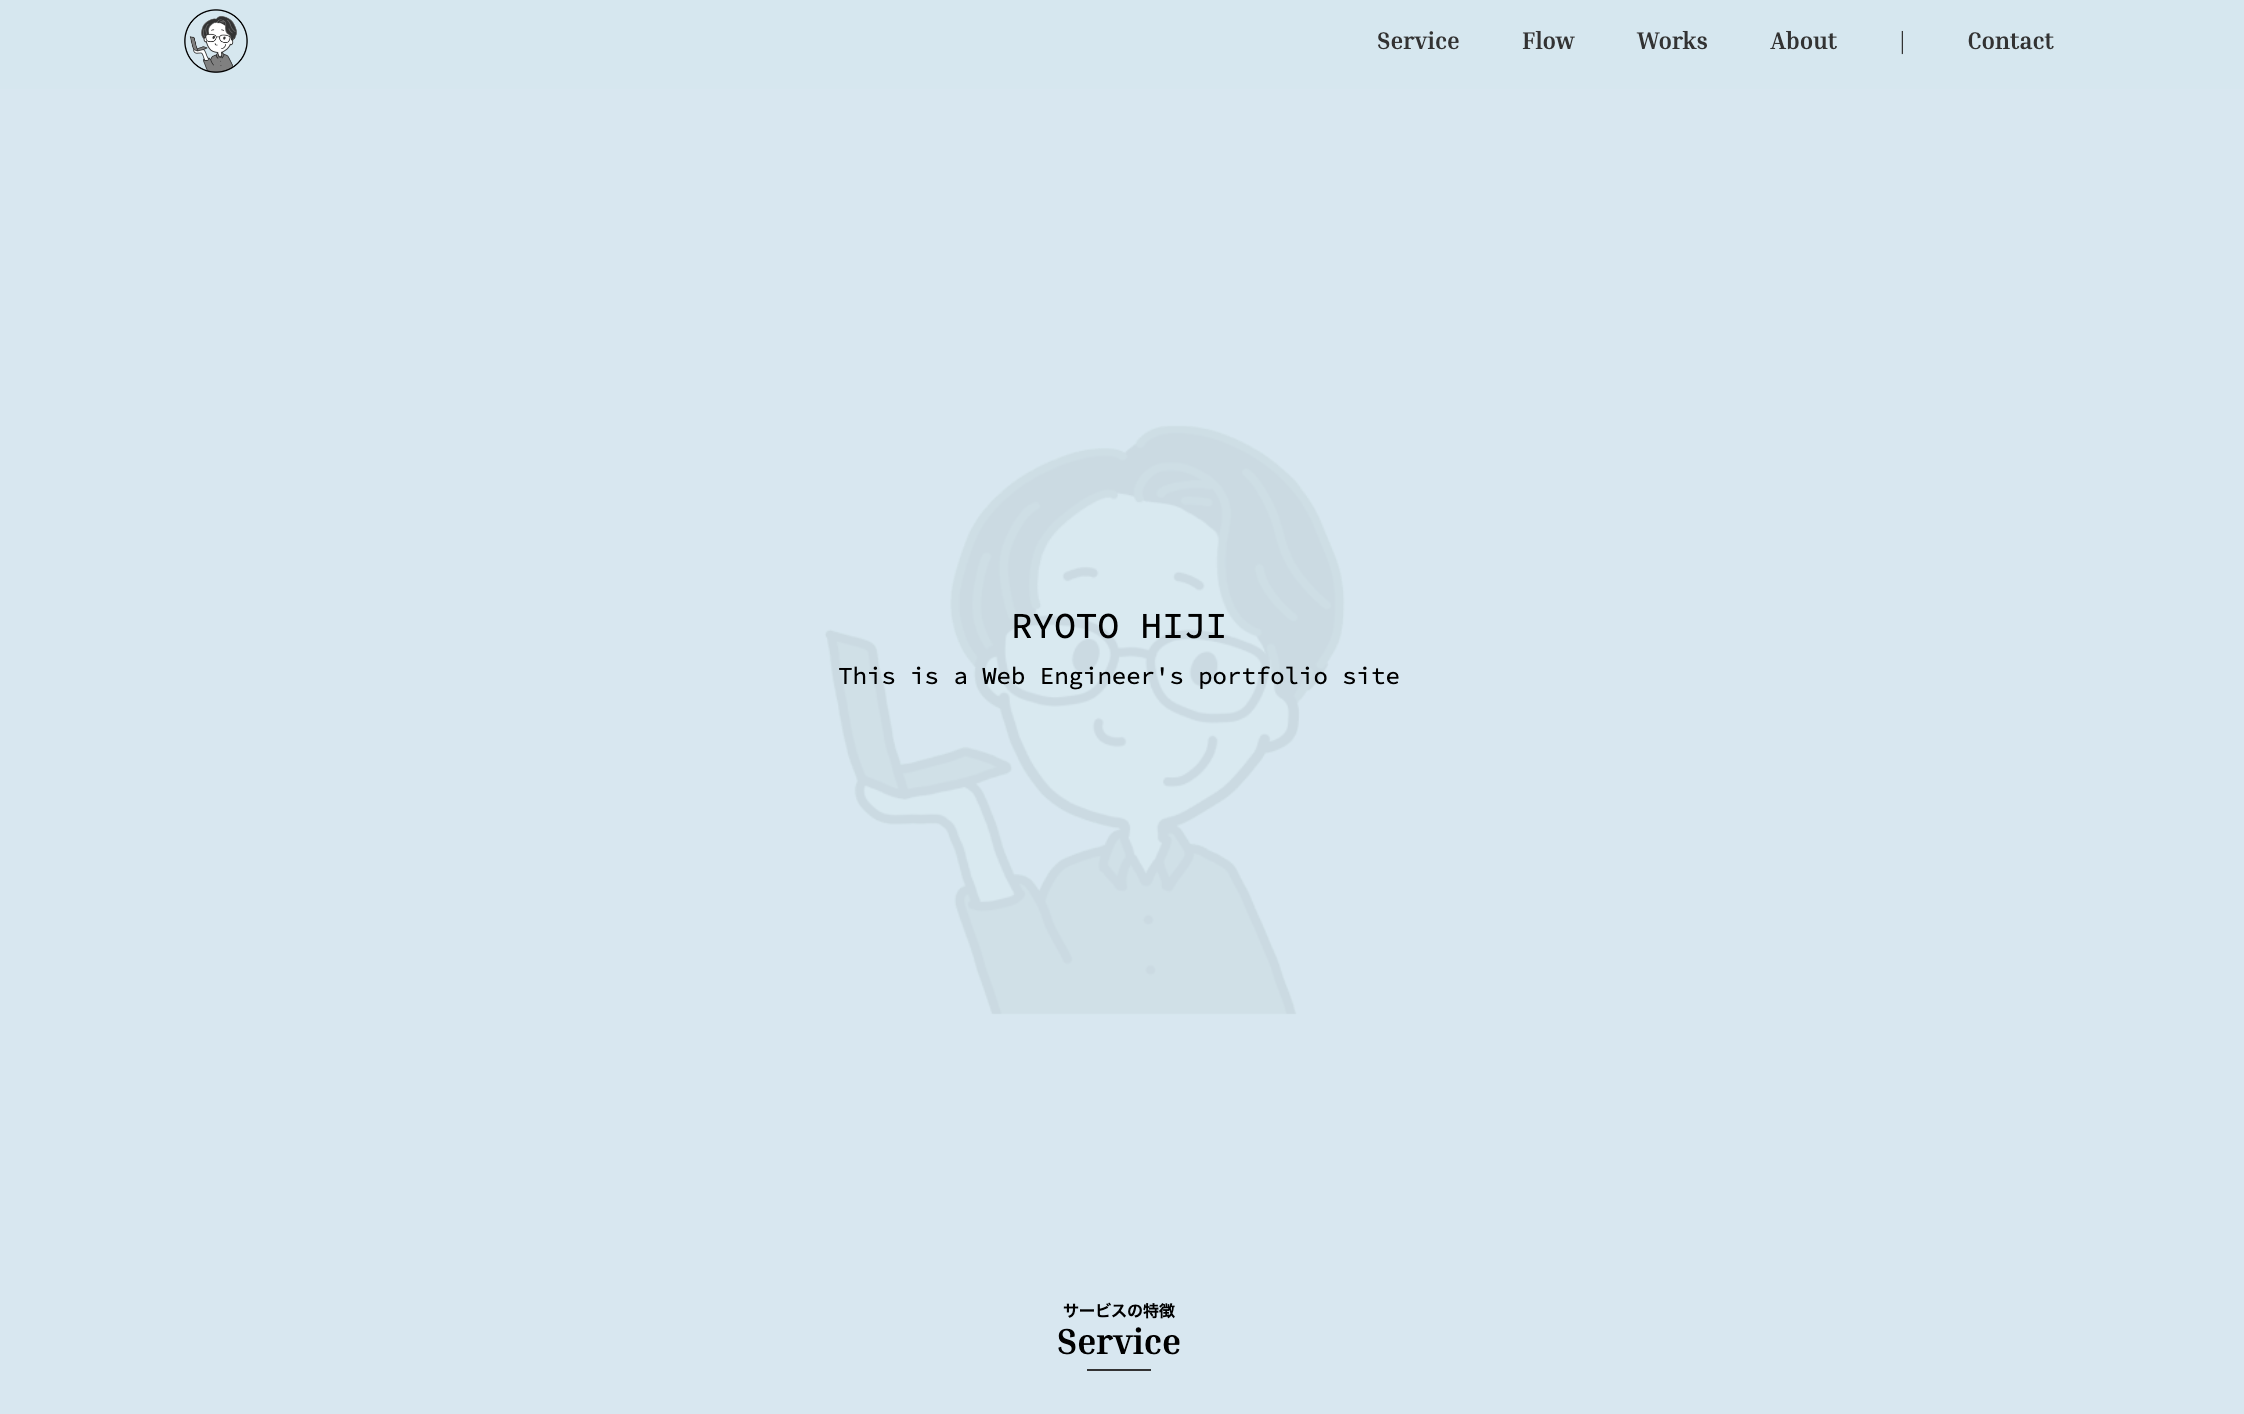 Service Flow Works About | Contact
RYOTO HIJI
This is a Web Engineer's portfolio site
サービスの特徴
Service